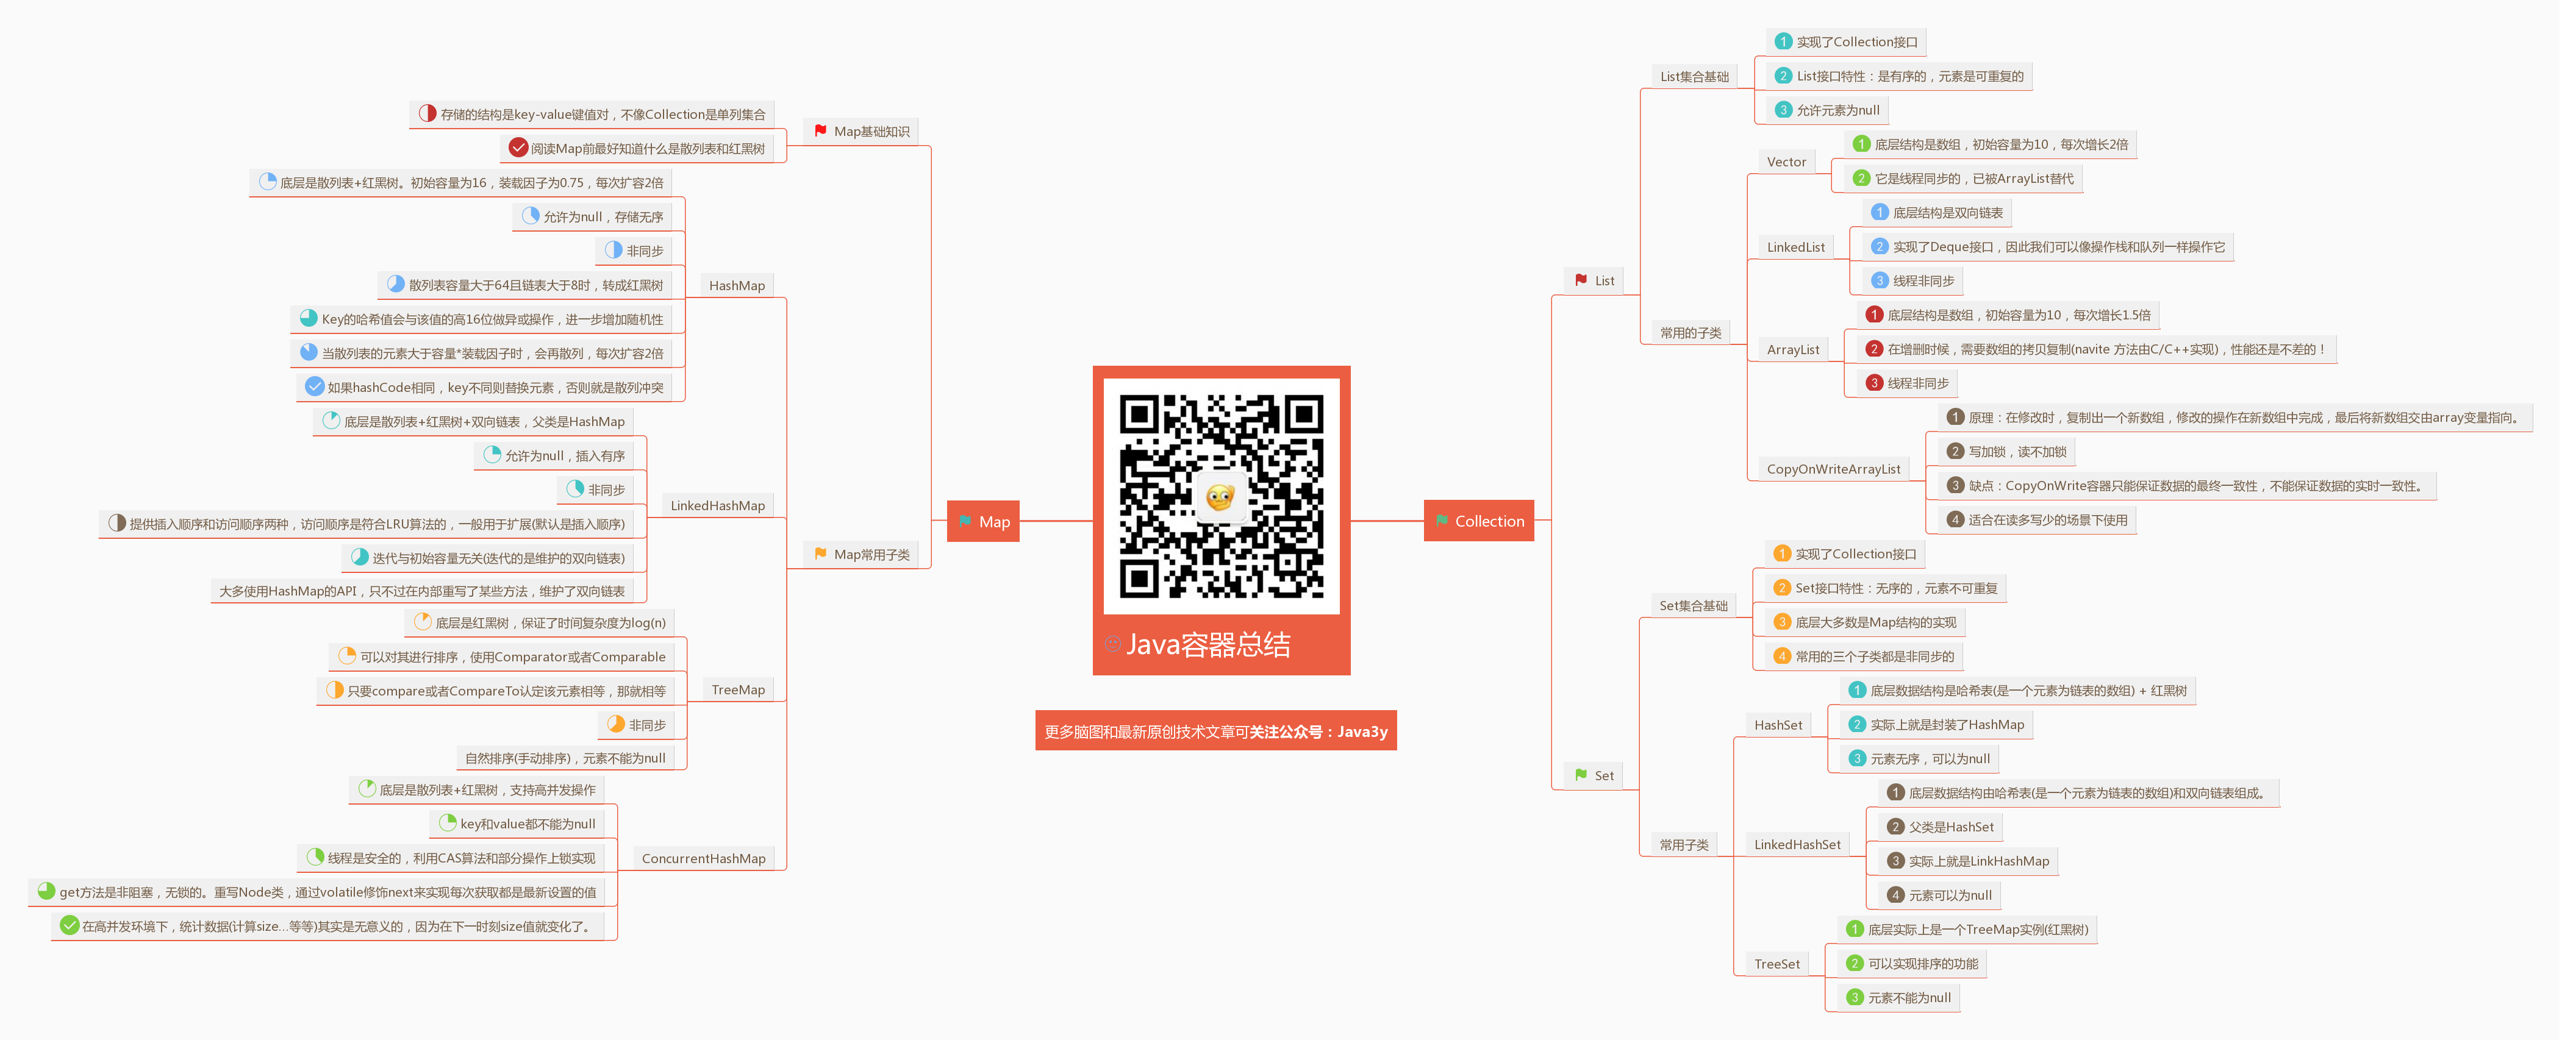 Java容器总结
更多脑图和最新原创技术文章可关注公众号：Java3y
Collection
List
List集合基础
1 实现了Collection接口
2 List接口特性：是有序的，元素是可重复的
3 允许元素为null
常用的子类
Vector
1 底层结构是数组，初始容量为10，每次增长2倍
2 它是线程同步的，已被ArrayList替代
LinkedList
1 底层结构是双向链表
2 实现了Deque接口，因此我们可以像操作栈和队列一样操作它
3 线程非同步
ArrayList
1 底层结构是数组，初始容量为10，每次增长1.5倍
2 在增删时候，需要数组的拷贝复制(navite 方法由C/C++实现)，性能还是不差的！
3 线程非同步
CopyOnWriteArrayList
1 原理：在修改时，复制出一个新数组，修改的操作在新数组中完成，最后将新数组交由array变量指向。
2 写加锁，读不加锁
3 缺点：CopyOnWrite容器只能保证数据的最终一致性，不能保证数据的实时一致性。
4 适合在读多写少的场景下使用
Set
Set集合基础
1 实现了Collection接口
2 Set接口特性：无序的，元素不可重复
3 底层大多数是Map结构的实现
4 常用的三个子类都是非同步的
常用子类
HashSet
1 底层数据结构是哈希表(是一个元素为链表的数组) + 红黑树
2 实际上就是封装了HashMap
3 元素无序，可以为null
LinkedHashSet
1 底层数据结构由哈希表(是一个元素为链表的数组)和双向链表组成。
2 父类是HashSet
3 实际上就是LinkHashMap
4 元素可以为null
TreeSet
1 底层实际上是一个TreeMap实例(红黑树)
2 可以实现排序的功能
3 元素不能为null
Map
Map基础知识
存储的结构是key-value键值对，不像Collection是单列集合
阅读Map前最好知道什么是散列表和红黑树
Map常用子类
HashMap
底层是散列表+红黑树。初始容量为16，装载因子为0.75，每次扩容2倍
允许为null，存储无序
非同步
散列表容量大于64且链表大于8时，转成红黑树
Key的哈希值会与该值的高16位做异或操作，进一步增加随机性
当散列表的元素大于容量*装载因子时，会再散列，每次扩容2倍
如果hashCode相同，key不同则替换元素，否则就是散列冲突
LinkedHashMap
底层是散列表+红黑树+双向链表，父类是HashMap
允许为null，插入有序
非同步
提供插入顺序和访问顺序两种，访问顺序是符合LRU算法的，一般用于扩展(默认是插入顺序)
迭代与初始容量无关(迭代的是维护的双向链表)
大多使用HashMap的API，只不过在内部重写了某些方法，维护了双向链表
TreeMap
底层是红黑树，保证了时间复杂度为log(n)
可以对其进行排序，使用Comparator或者Comparable
只要compare或者CompareTo认定该元素相等，那就相等
非同步
自然排序(手动排序)，元素不能为null
ConcurrentHashMap
底层是散列表+红黑树，支持高并发操作
key和value都不能为null
线程是安全的，利用CAS算法和部分操作上锁实现
get方法是非阻塞，无锁的。重写Node类，通过volatile修饰next来实现每次获取都是最新设置的值
在高并发环境下，统计数据(计算size...等等)其实是无意义的，因为在下一时刻size值就变化了。